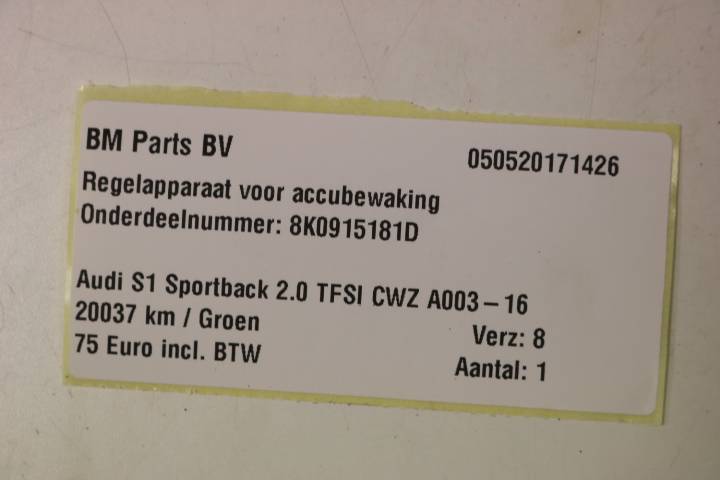 BM Parts BV 050520171426
Regelapparaat voor accubewaking
Onderdeelnummer: 8K0915181D
Audi S1 Sportback 2.0 TFSI CWZ A003-16
20037 km / Groen Verz: 8
75 Euro incl. BTW Aantal: 1